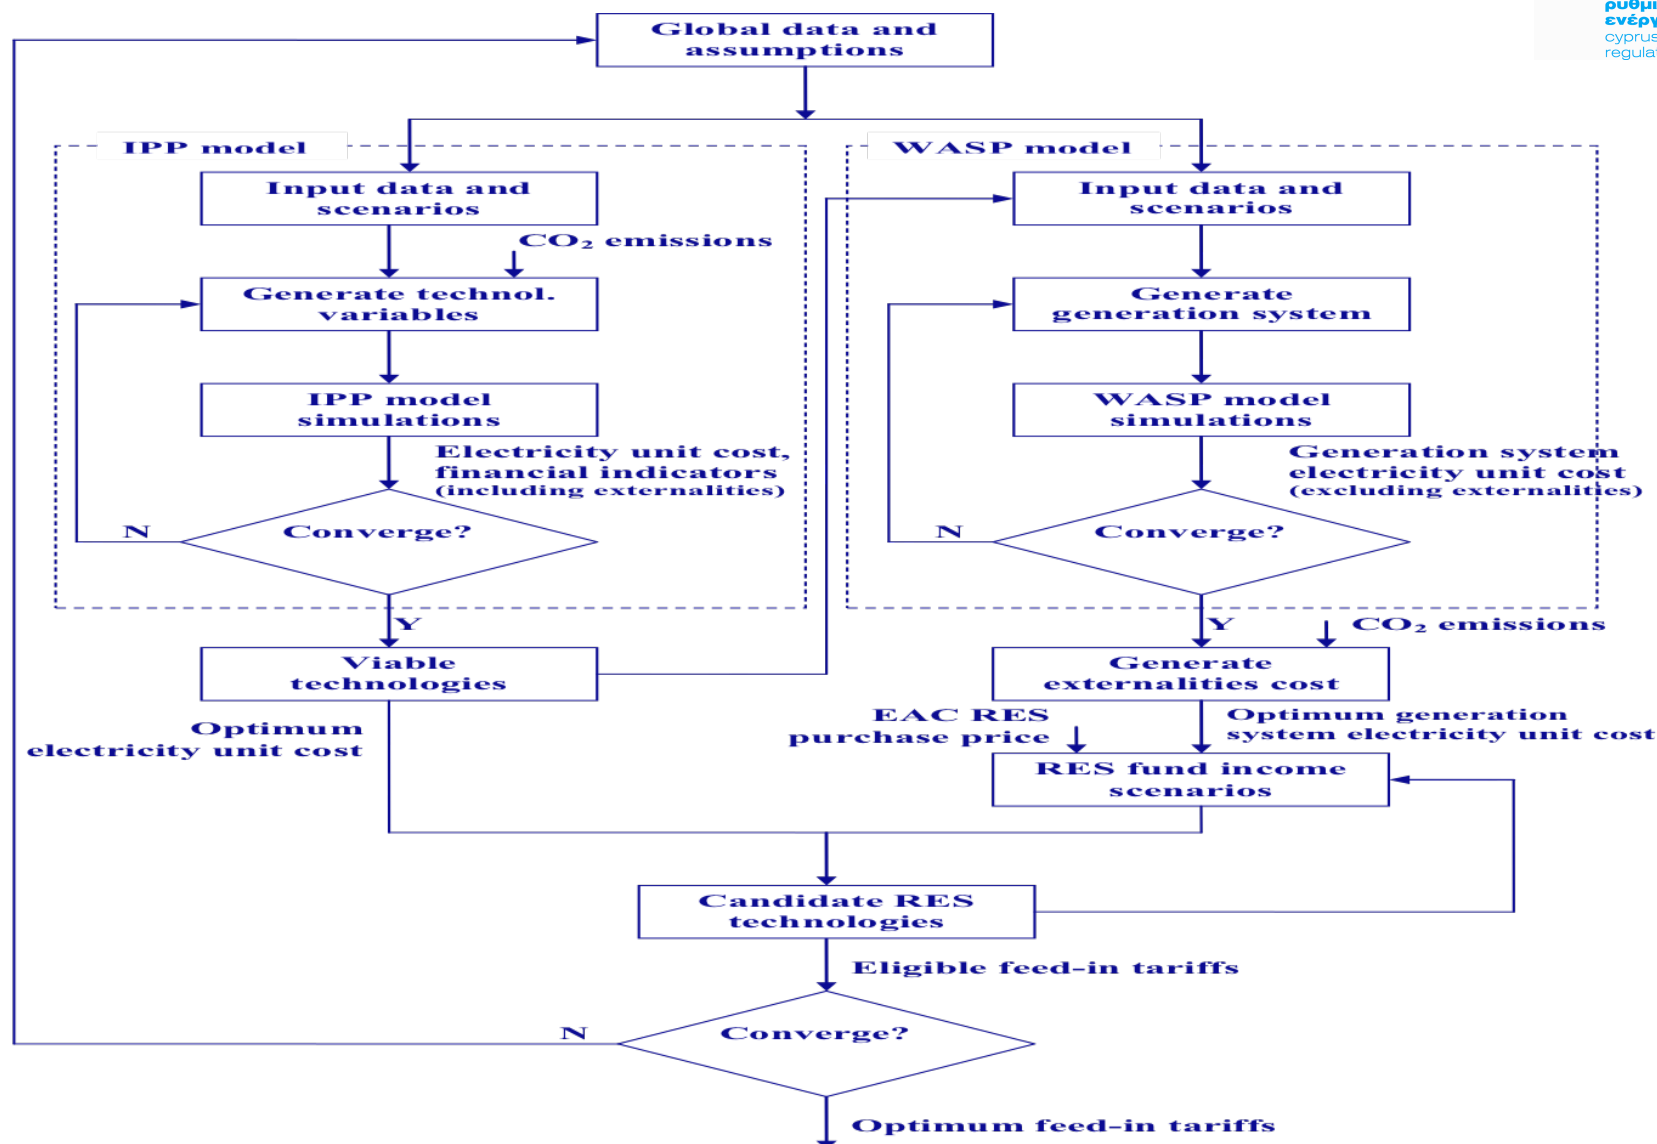 ρυθμι
ενέργ
cyprus
regulat
Global data and
assumptions
IPP model
WASP model
Input data and
scenarios
Input data and
scenarios
CO₂ emissions
Generate technol.
variables
Generate
generation system
IPP model
simulations
WASP model
simulations
Electricity unit cost,
financial indicators
(including externalities)
Generation system
electricity unit cost
(excluding externalities)
Converge?
N
Converge?
N
Y
Y
CO₂ emissions
Viable
technologies
Generate
externalities cost
Optimum
electricity unit cost
EAC RES
purchase price
Optimum generation
system electricity unit cost
RES fund income
scenarios
Candidate RES
technologies
Eligible feed-in tariffs
Converge?
N
Optimum feed-in tariffs